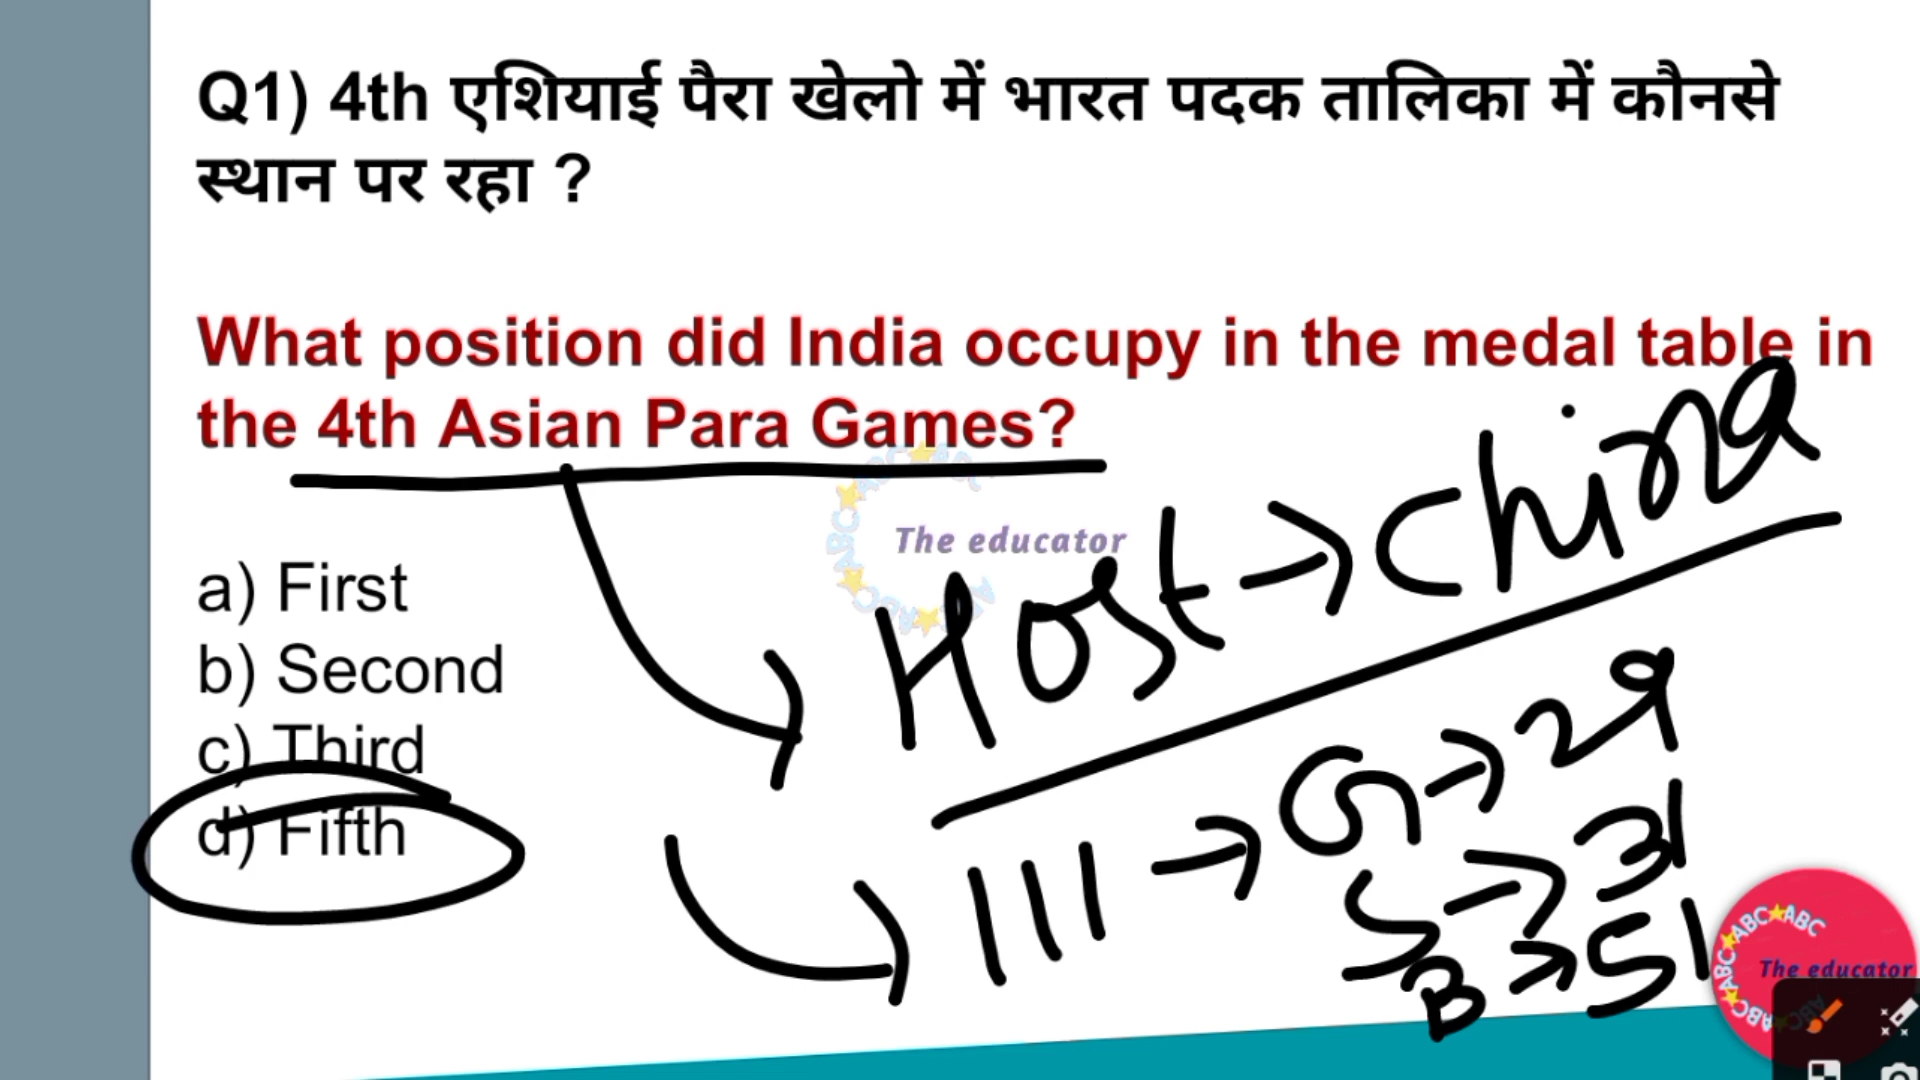 Q1) 4th एशियाई पैरा खेलो में भारत पदक तालिका में कौनसे
स्थान पर रहा ?
What position did India occupy in the medal table in
the 4th Asian Para Games?
The educator
a) First
b) Second
c) Third
d) Fifth
Host → China
111 → G → 29
S → 31
B → 51
ABC★ABC★ABC
The educator